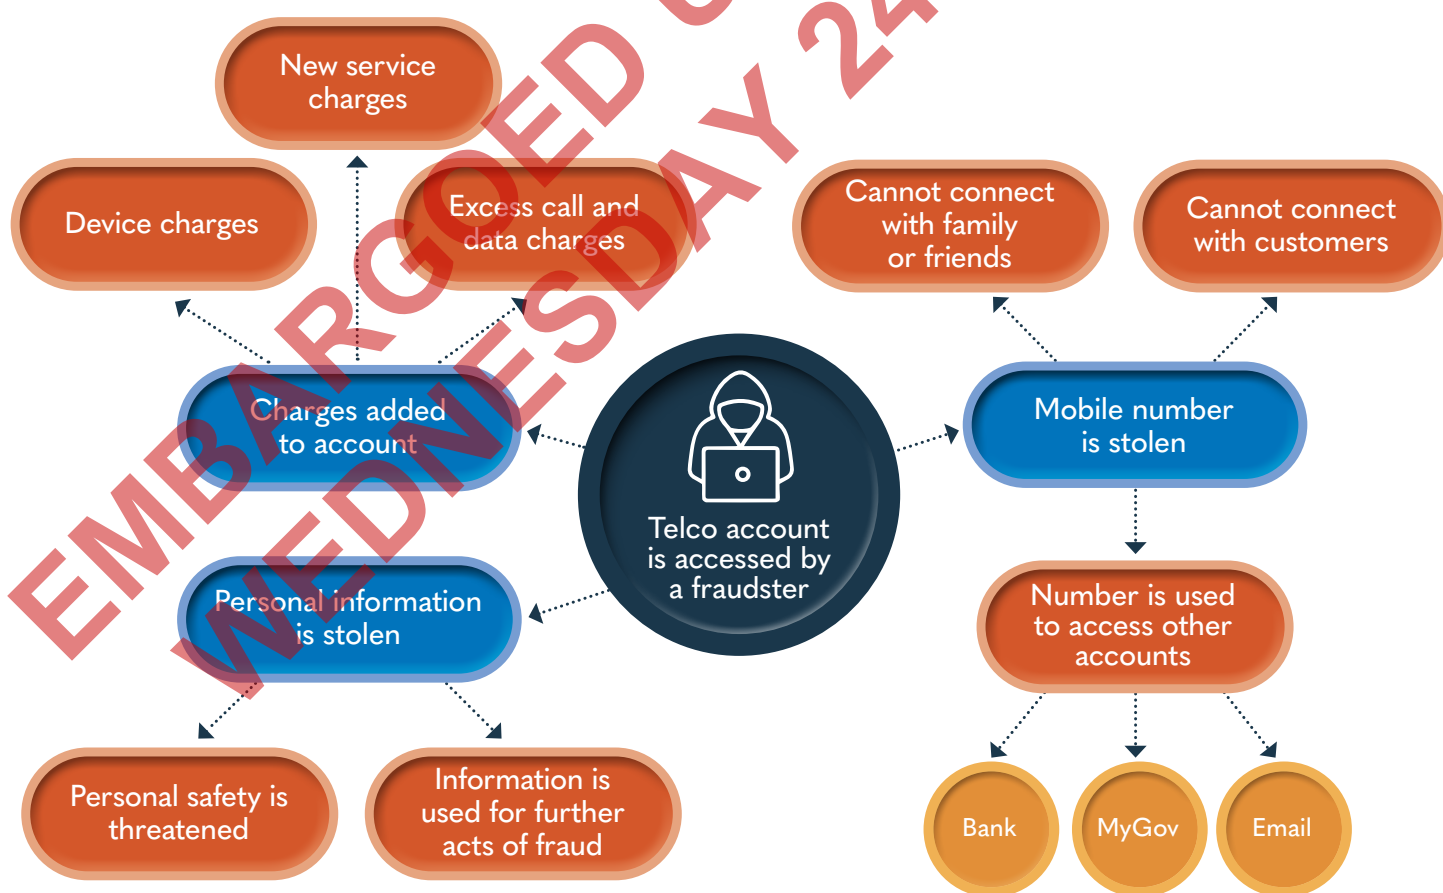 New service
charges
Device charges
Excess call and
data charges
Cannot connect
with family
or friends
Cannot connect
with customers
Charges added
to account
Mobile number
is stolen
Telco account
is accessed by
a fraudster
Personal information
is stolen
Number is used
to access other
accounts
Personal safety is
threatened
Information is
used for further
acts of fraud
Bank
MyGov
Email
EMBARGOED
WEDNESDAY 24